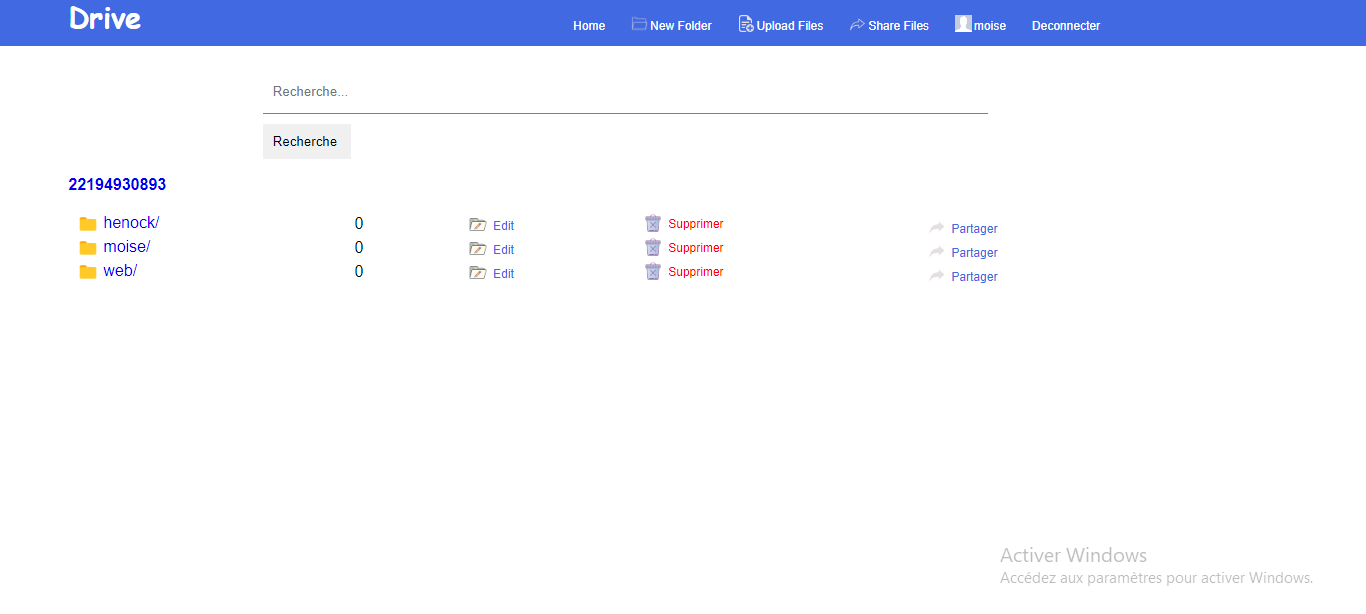 Drive
Home New Folder Upload Files Share Files moise Deconnecter
Recherche...
Recherche
22194930893
henock/ 0 Edit Supprimer Partager
moise/ 0 Edit Supprimer Partager
web/ 0 Edit Supprimer Partager
Activer Windows
Accédez aux paramètres pour activer Windows.